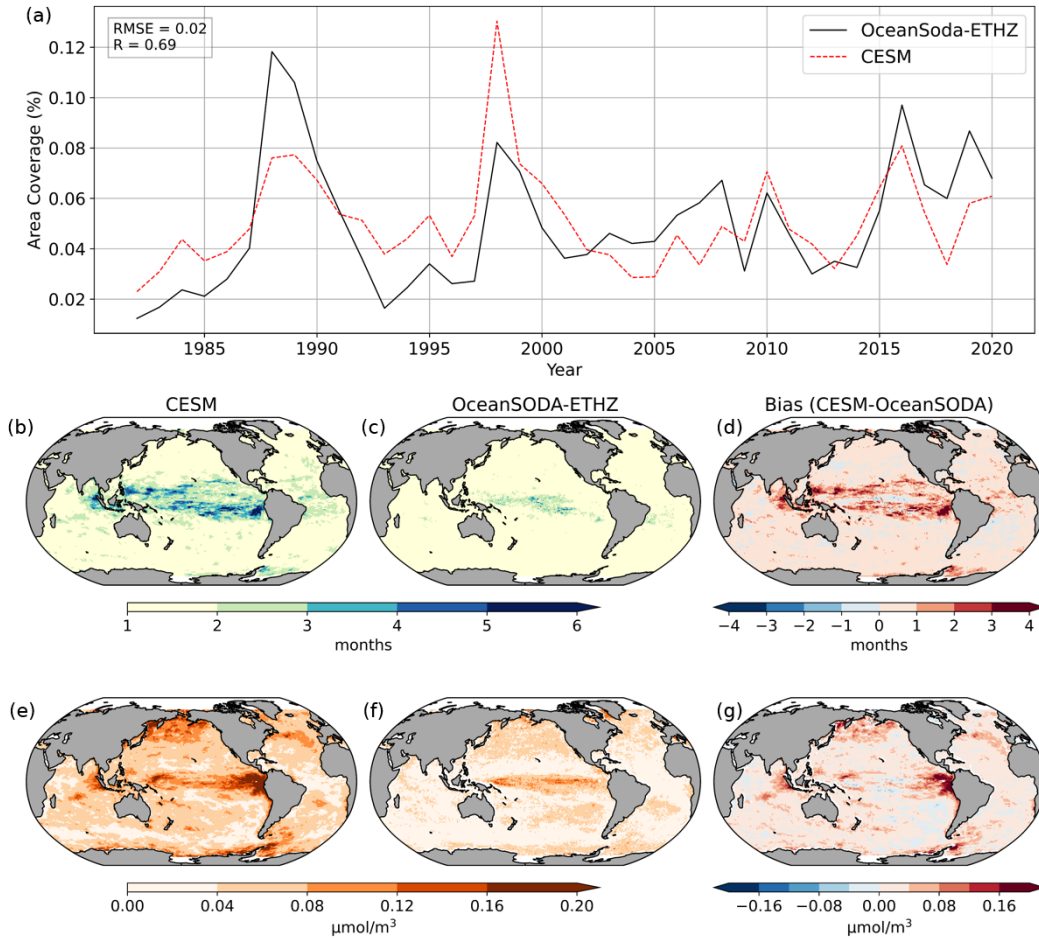 (a)
RMSE = 0.02
R = 0.69
OceanSoda-ETHZ
CESM
0.12
0.10
0.08
0.06
0.04
0.02
Area Coverage (%)
1985 1990 1995 2000 2005 2010 2015 2020
Year
(b) CESM
(c) OceanSODA-ETHZ
(d) Bias (CESM-OceanSODA)
1 2 3 4 5 6
months
−4 −3 −2 −1 0 1 2 3 4
months
(e)
(f)
(g)
0.00 0.04 0.08 0.12 0.16 0.20
μmol/m³
−0.16 −0.08 0.00 0.08 0.16
μmol/m³